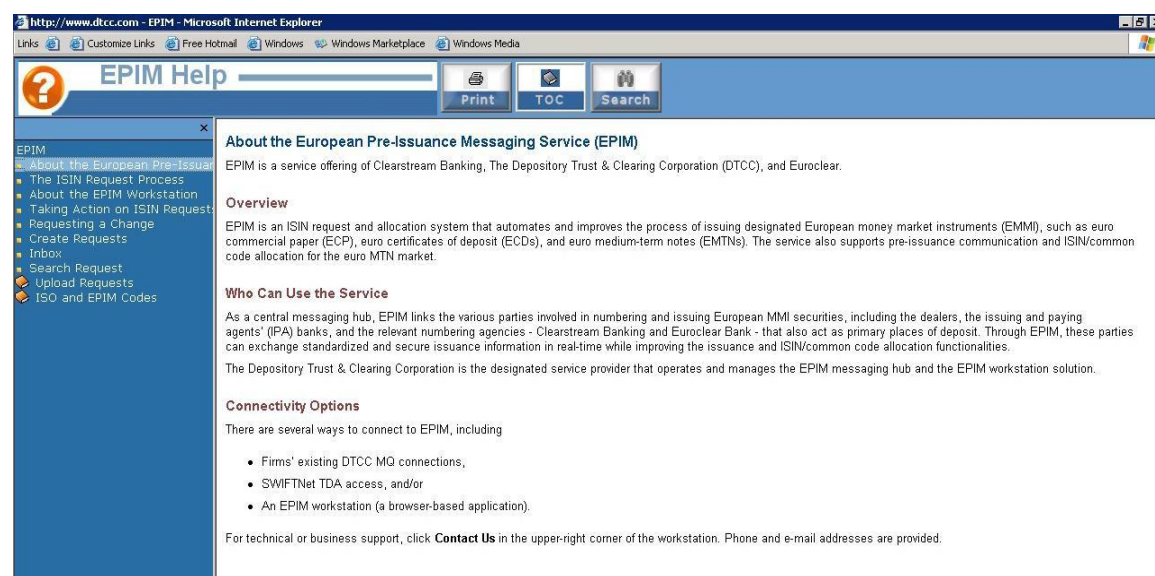 http://www.dtcc.com - EPIM - Microsoft Internet Explorer
Links Customize Links Free Hotmail Windows Windows Marketplace Windows Media
EPIM Help
Print TOC Search
EPIM
About the European Pre-Issuan
The ISIN Request Process
About the EPIM Workstation
Taking Action on ISIN Requests
Requesting a Change
Create Requests
Inbox
Search Request
Upload Requests
ISO and EPIM Codes
About the European Pre-Issuance Messaging Service (EPIM)
EPIM is a service offering of Clearstream Banking, The Depository Trust & Clearing Corporation (DTCC), and Euroclear.
Overview
EPIM is an ISIN request and allocation system that automates and improves the process of issuing designated European money market instruments (EMMI), such as euro
commercial paper (ECP), euro certificates of deposit (ECDs), and euro medium-term notes (EMTNs). The service also supports pre-issuance communication and ISIN/common
code allocation for the euro MTN market.
Who Can Use the Service
As a central messaging hub, EPIM links the various parties involved in numbering and issuing European MMI securities, including the dealers, the issuing and paying
agents' (IPA) banks, and the relevant numbering agencies - Clearstream Banking and Euroclear Bank - that also act as primary places of deposit. Through EPIM, these parties
can exchange standardized and secure issuance information in real-time while improving the issuance and ISIN/common code allocation functionalities.
The Depository Trust & Clearing Corporation is the designated service provider that operates and manages the EPIM messaging hub and the EPIM workstation solution.
Connectivity Options
There are several ways to connect to EPIM, including
• Firms' existing DTCC MQ connections,
• SWIFTNet TDA access, and/or
• An EPIM workstation (a browser-based application).
For technical or business support, click Contact Us in the upper-right corner of the workstation. Phone and e-mail addresses are provided.